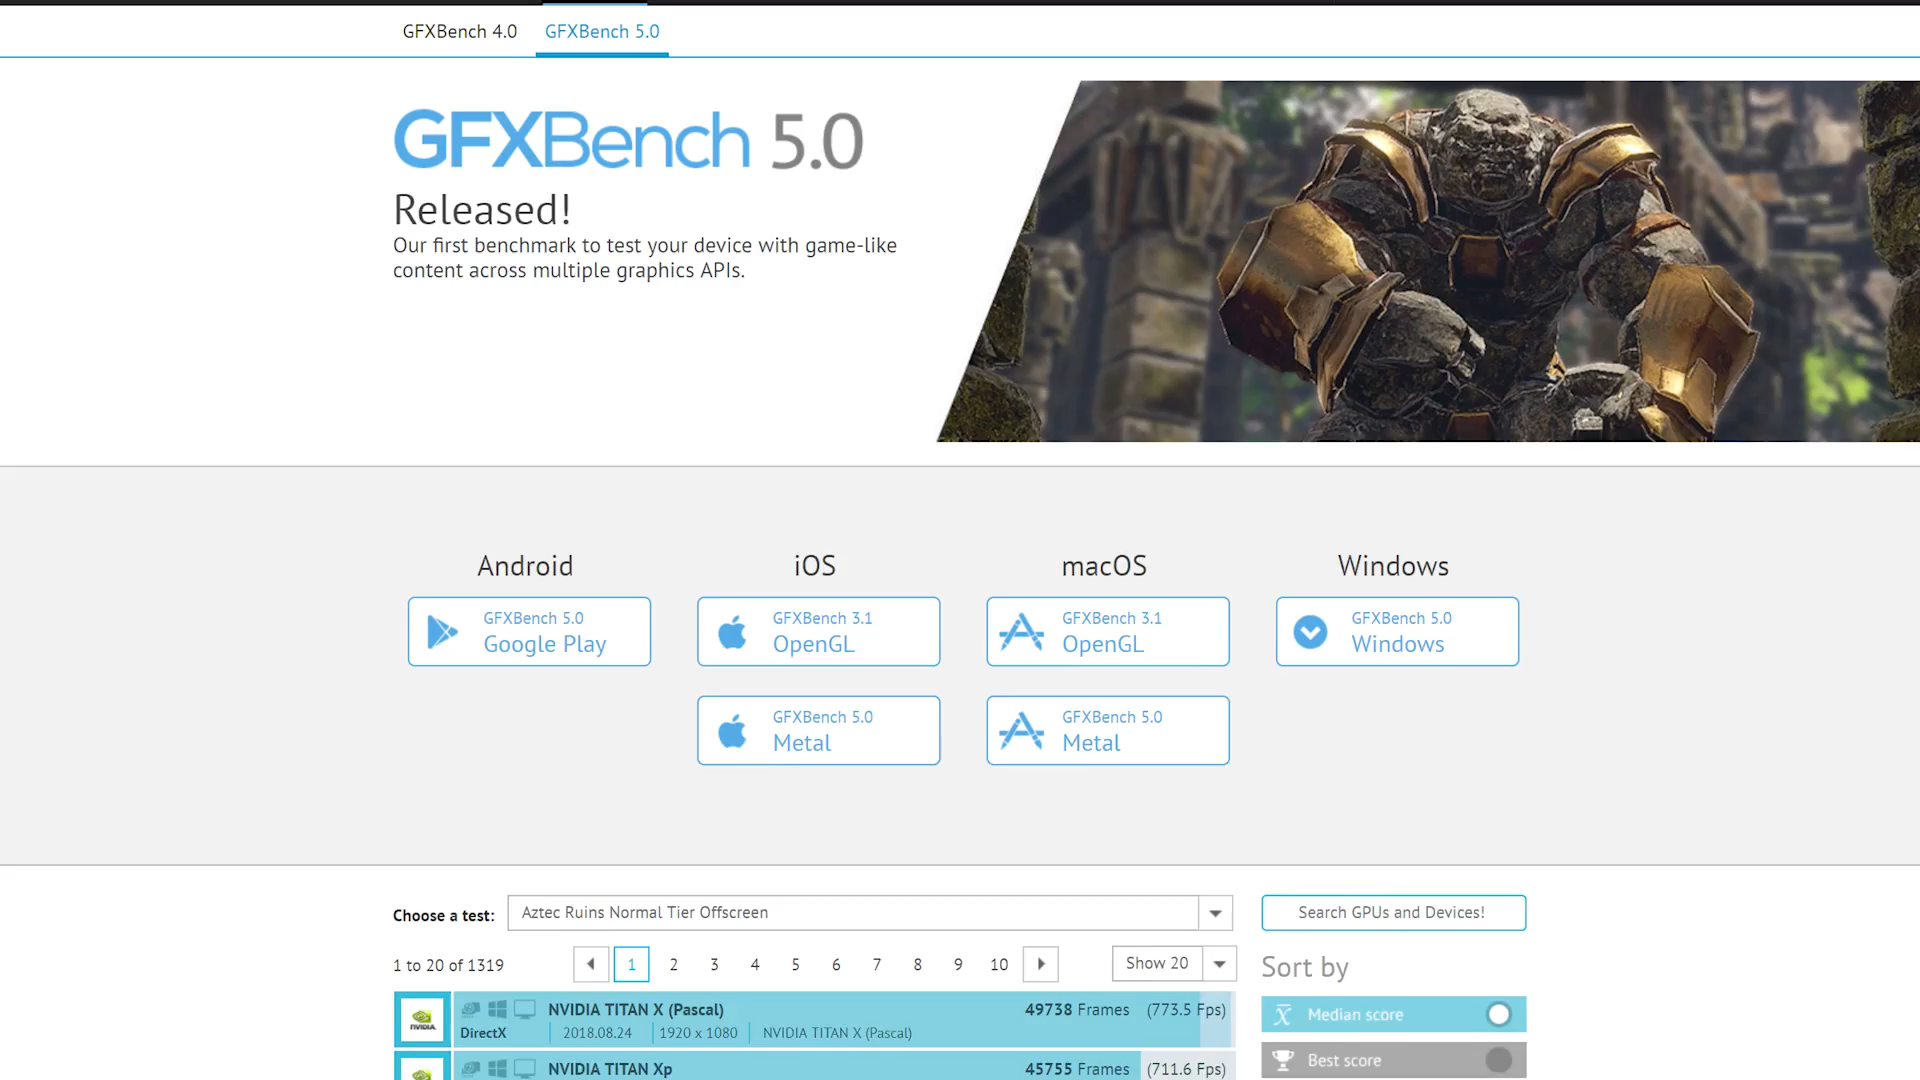 GFXBench 4.0 GFXBench 5.0
GFXBench 5.0
Released!
Our first benchmark to test your device with game-like
content across multiple graphics APIs.
Android iOS macOS Windows
GFXBench 5.0
Google Play
GFXBench 3.1
OpenGL
GFXBench 3.1
OpenGL
GFXBench 5.0
Windows
GFXBench 5.0
Metal
GFXBench 5.0
Metal
Choose a test: Aztec Ruins Normal Tier Offscreen Search GPUs and Devices!
1 to 20 of 1319 1 2 3 4 5 6 7 8 9 10 Show 20 Sort by
NVIDIA NVIDIA TITAN X (Pascal) 49738 Frames (773.5 Fps)
DirectX 2018.08.24 1920 x 1080 NVIDIA TITAN X (Pascal)
Median score
NVIDIA TITAN Xp 45755 Frames (711.6 Fps)
Best score